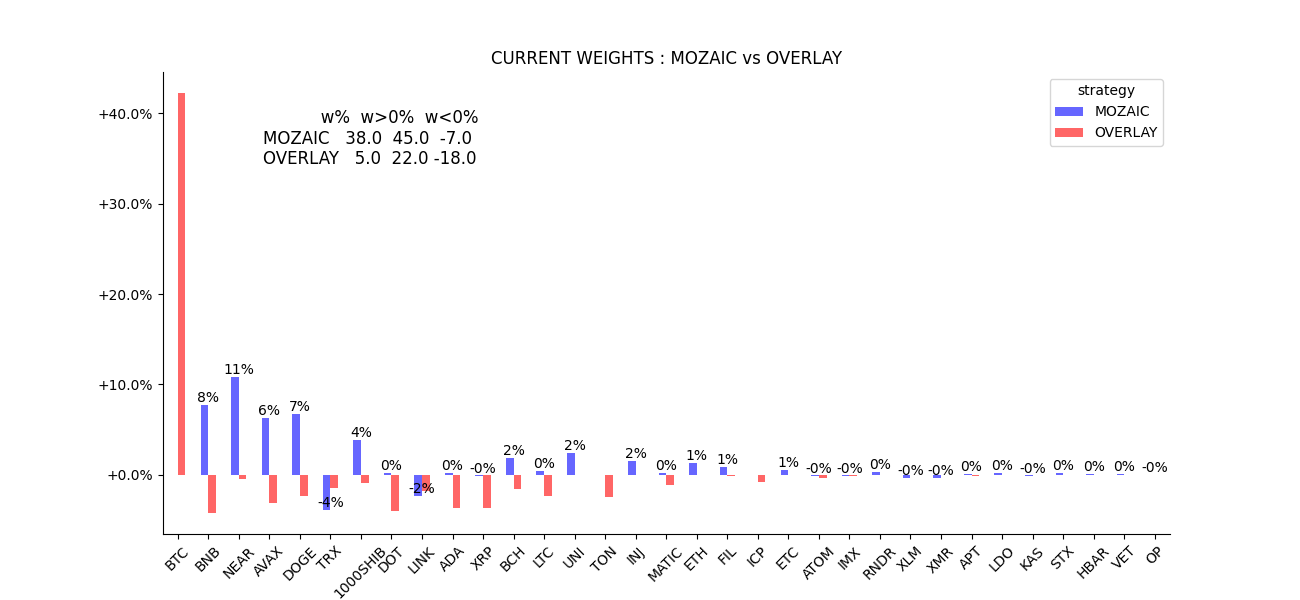 CURRENT WEIGHTS : MOZAIC vs OVERLAY
strategy
MOZAIC
OVERLAY
w% w>0% w<0%
MOZAIC 38.0 45.0 -7.0
OVERLAY 5.0 22.0 -18.0
+40.0%
+30.0%
+20.0%
+10.0%
+0.0%
8%
11%
6%
7%
-4%
4%
0%
-2%
0%
-0%
2%
0%
2%
2%
0%
1%
1%
1%
-0%
-0%
0%
-0%
-0%
0%
0%
-0%
0%
0%
0%
-0%
BTC
BNB
NEAR
AVAX
DOGE
TRX
1000SHIB
DOT
LINK
ADA
XRP
BCH
LTC
UNI
TON
INJ
MATIC
ETH
FIL
ICP
ETC
ATOM
IMX
RNDR
XLM
XMR
APT
LDO
KAS
STX
HBAR
VET
OP